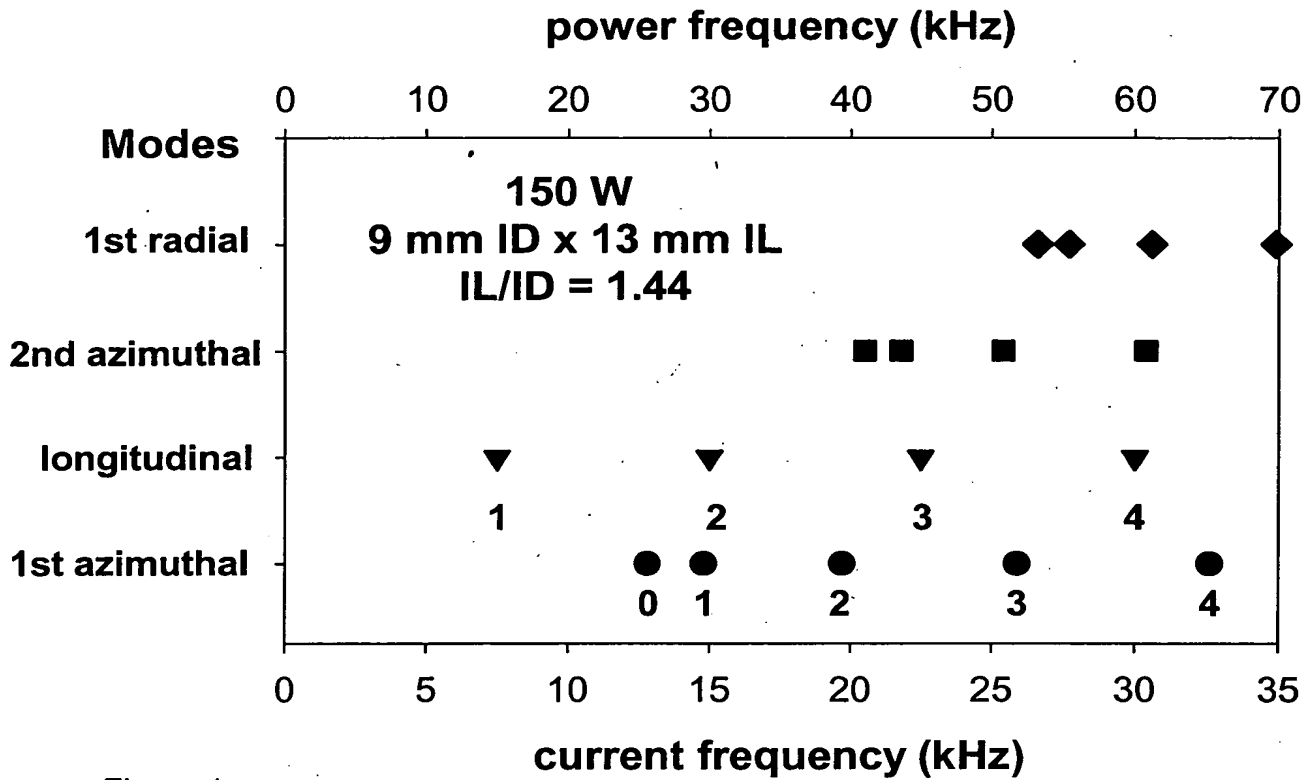 power frequency (kHz)
0 10 20 30 40 50 60 70
Modes
150 W
1st radial
9 mm ID x 13 mm IL
IL/ID = 1.44
2nd azimuthal
longitudinal
1 2 3 4
1st azimuthal
0 1 2 3 4
0 5 10 15 20 25 30 35
current frequency (kHz)